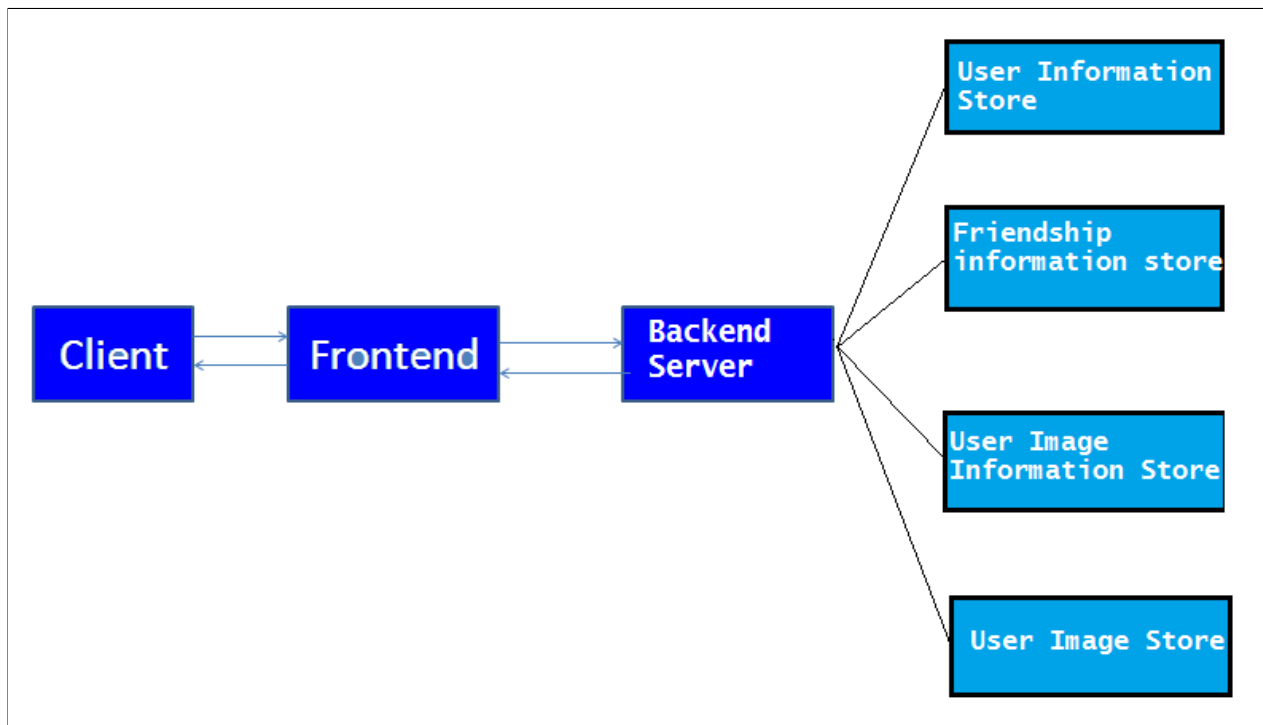 Client
Frontend
Backend
Server
User Information
Store
Friendship
information store
User Image
Information Store
User Image Store